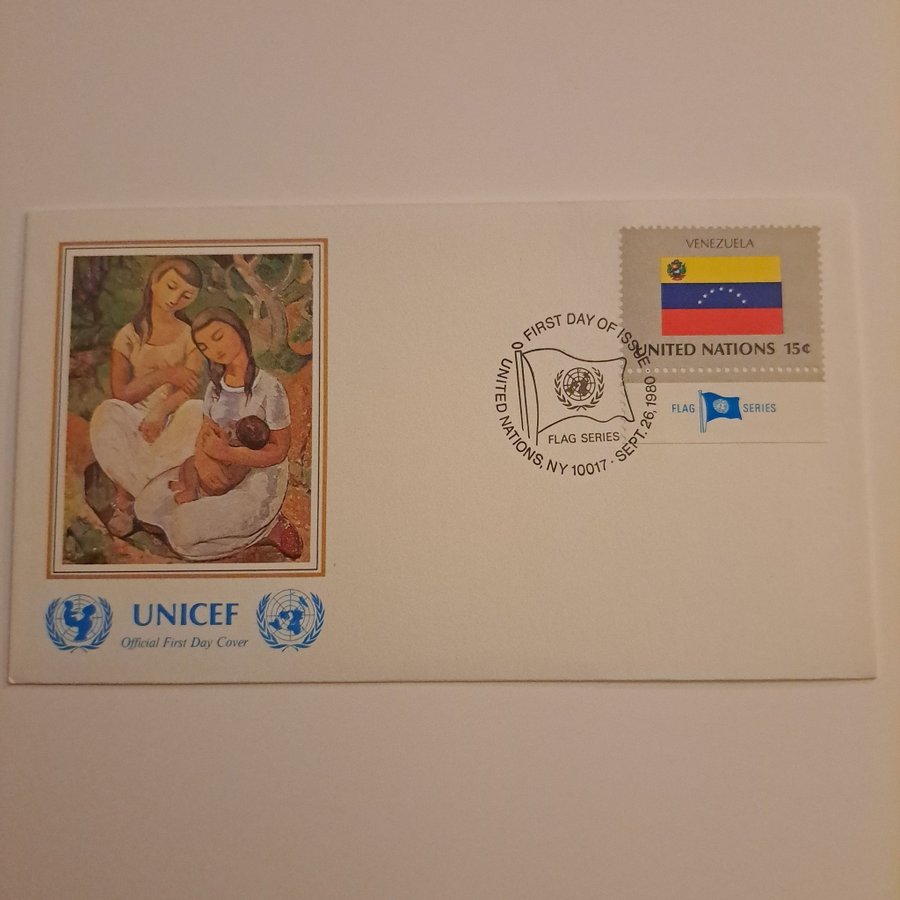 VENEZUELA
UNITED NATIONS 15¢
FLAG SERIES
FIRST DAY OF ISSUE
UNITED NATIONS, NY 10017 · SEPT. 26, 1980
FLAG SERIES
UNICEF
Official First Day Cover